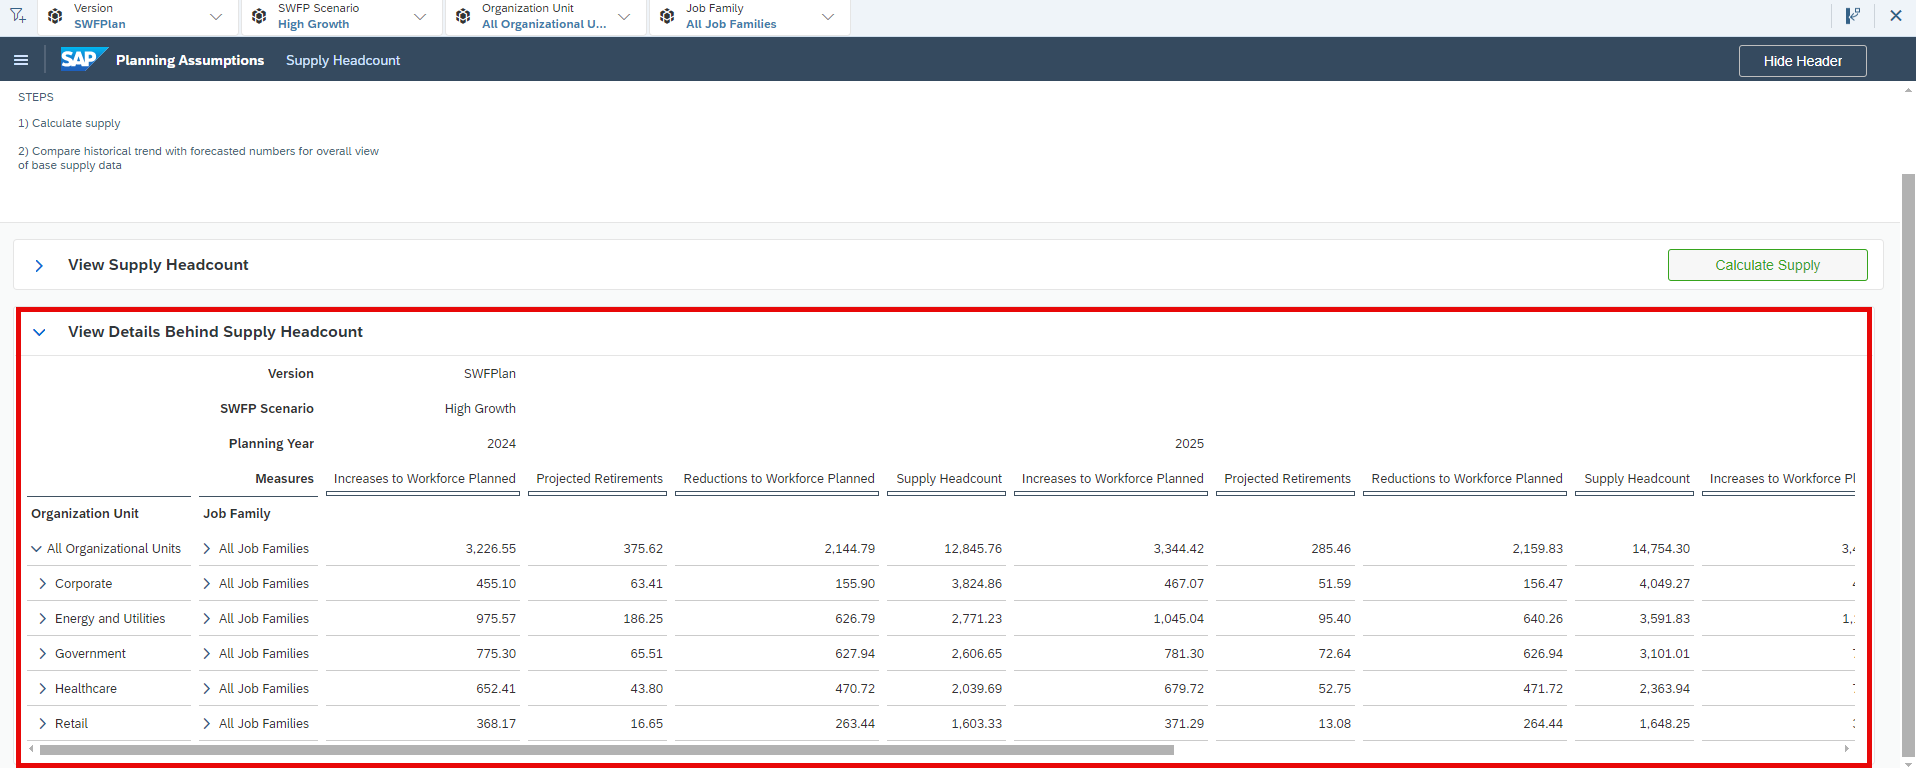 Version
SWFPlan
SWFP Scenario
High Growth
Organization Unit
All Organizational U...
Job Family
All Job Families
SAP Planning Assumptions Supply Headcount Hide Header
STEPS
1) Calculate supply
2) Compare historical trend with forecasted numbers for overall view
of base supply data
View Supply Headcount Calculate Supply
View Details Behind Supply Headcount
Version SWFPlan
SWFP Scenario High Growth
Planning Year 2024 2025
Measures Increases to Workforce Planned Projected Retirements Reductions to Workforce Planned Supply Headcount Increases to Workforce Planned Projected Retirements Reductions to Workforce Planned Supply Headcount Increases to Workforce Pl
Organization Unit Job Family
All Organizational Units All Job Families 3,226.55 375.62 2,144.79 12,845.76 3,344.42 285.46 2,159.83 14,754.30
Corporate All Job Families 455.10 63.41 155.90 3,824.86 467.07 51.59 156.47 4,049.27
Energy and Utilities All Job Families 975.57 186.25 626.79 2,771.23 1,045.04 95.40 640.26 3,591.83
Government All Job Families 775.30 65.51 627.94 2,606.65 781.30 72.64 626.94 3,101.01
Healthcare All Job Families 652.41 43.80 470.72 2,039.69 679.72 52.75 471.72 2,363.94
Retail All Job Families 368.17 16.65 263.44 1,603.33 371.29 13.08 264.44 1,648.25